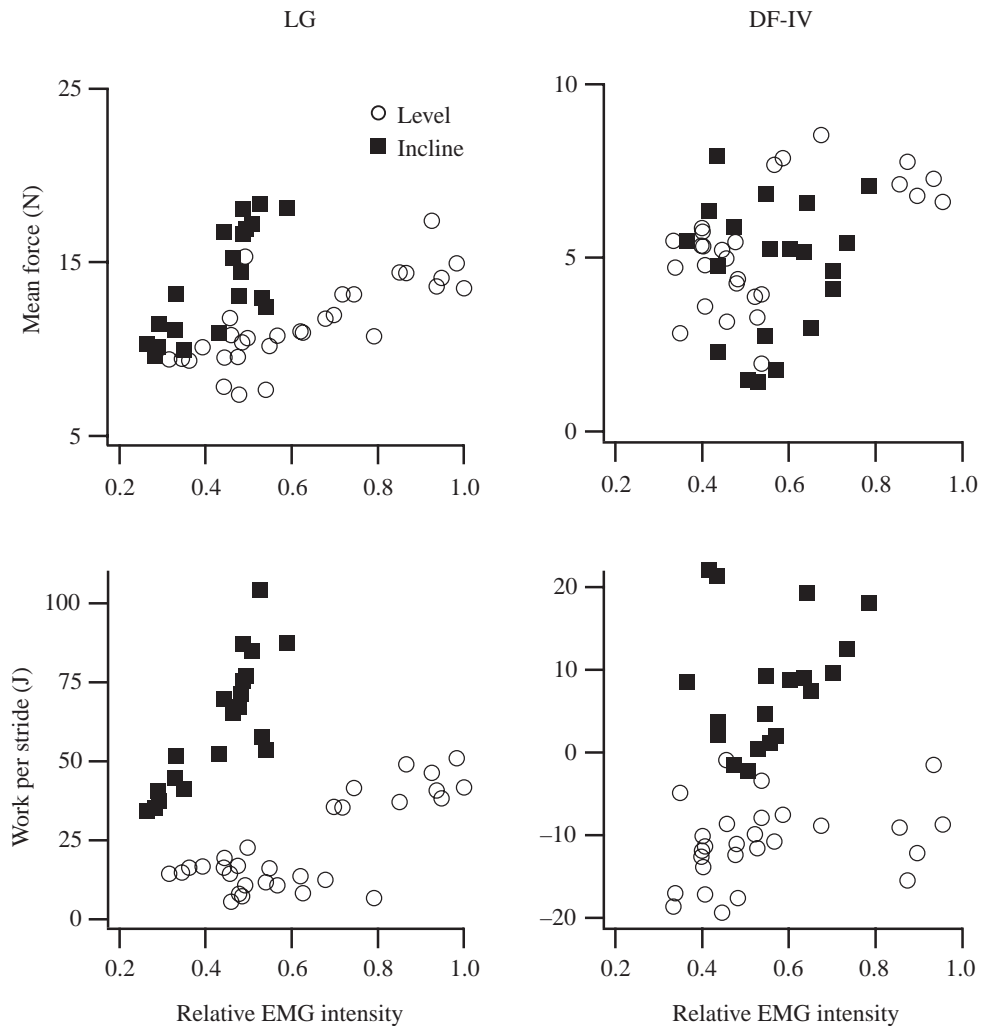 LG
DF-IV
25
15
5
Mean force (N)
Level
Incline
0.2 0.4 0.6 0.8 1.0
10
5
0
0.2 0.4 0.6 0.8 1.0
100
75
50
25
0
Work per stride (J)
0.2 0.4 0.6 0.8 1.0
Relative EMG intensity
20
10
0
–10
–20
0.2 0.4 0.6 0.8 1.0
Relative EMG intensity